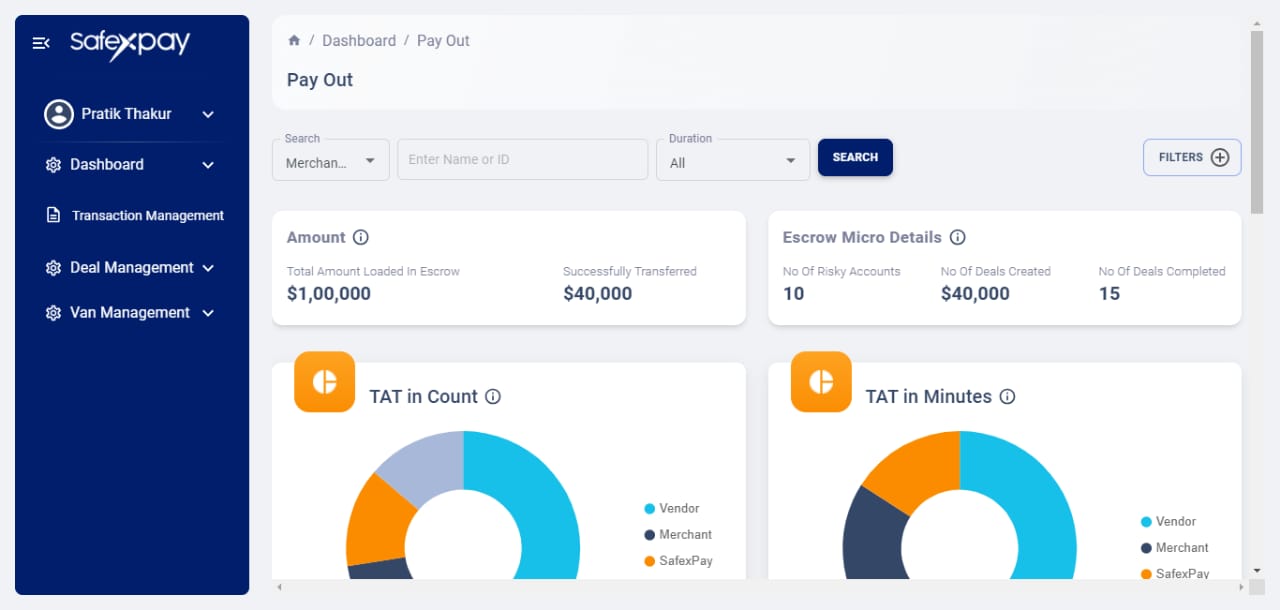 Safexpay
Pratik Thakur
Dashboard
Transaction Management
Deal Management
Van Management
/ Dashboard / Pay Out
Pay Out
Search
Merchan...
Enter Name or ID
Duration
All
SEARCH
FILTERS
Amount
Total Amount Loaded In Escrow
$1,00,000
Successfully Transferred
$40,000
Escrow Micro Details
No Of Risky Accounts
10
No Of Deals Created
$40,000
No Of Deals Completed
15
TAT in Count
Vendor
Merchant
SafexPay
TAT in Minutes
Vendor
Merchant
SafexPay